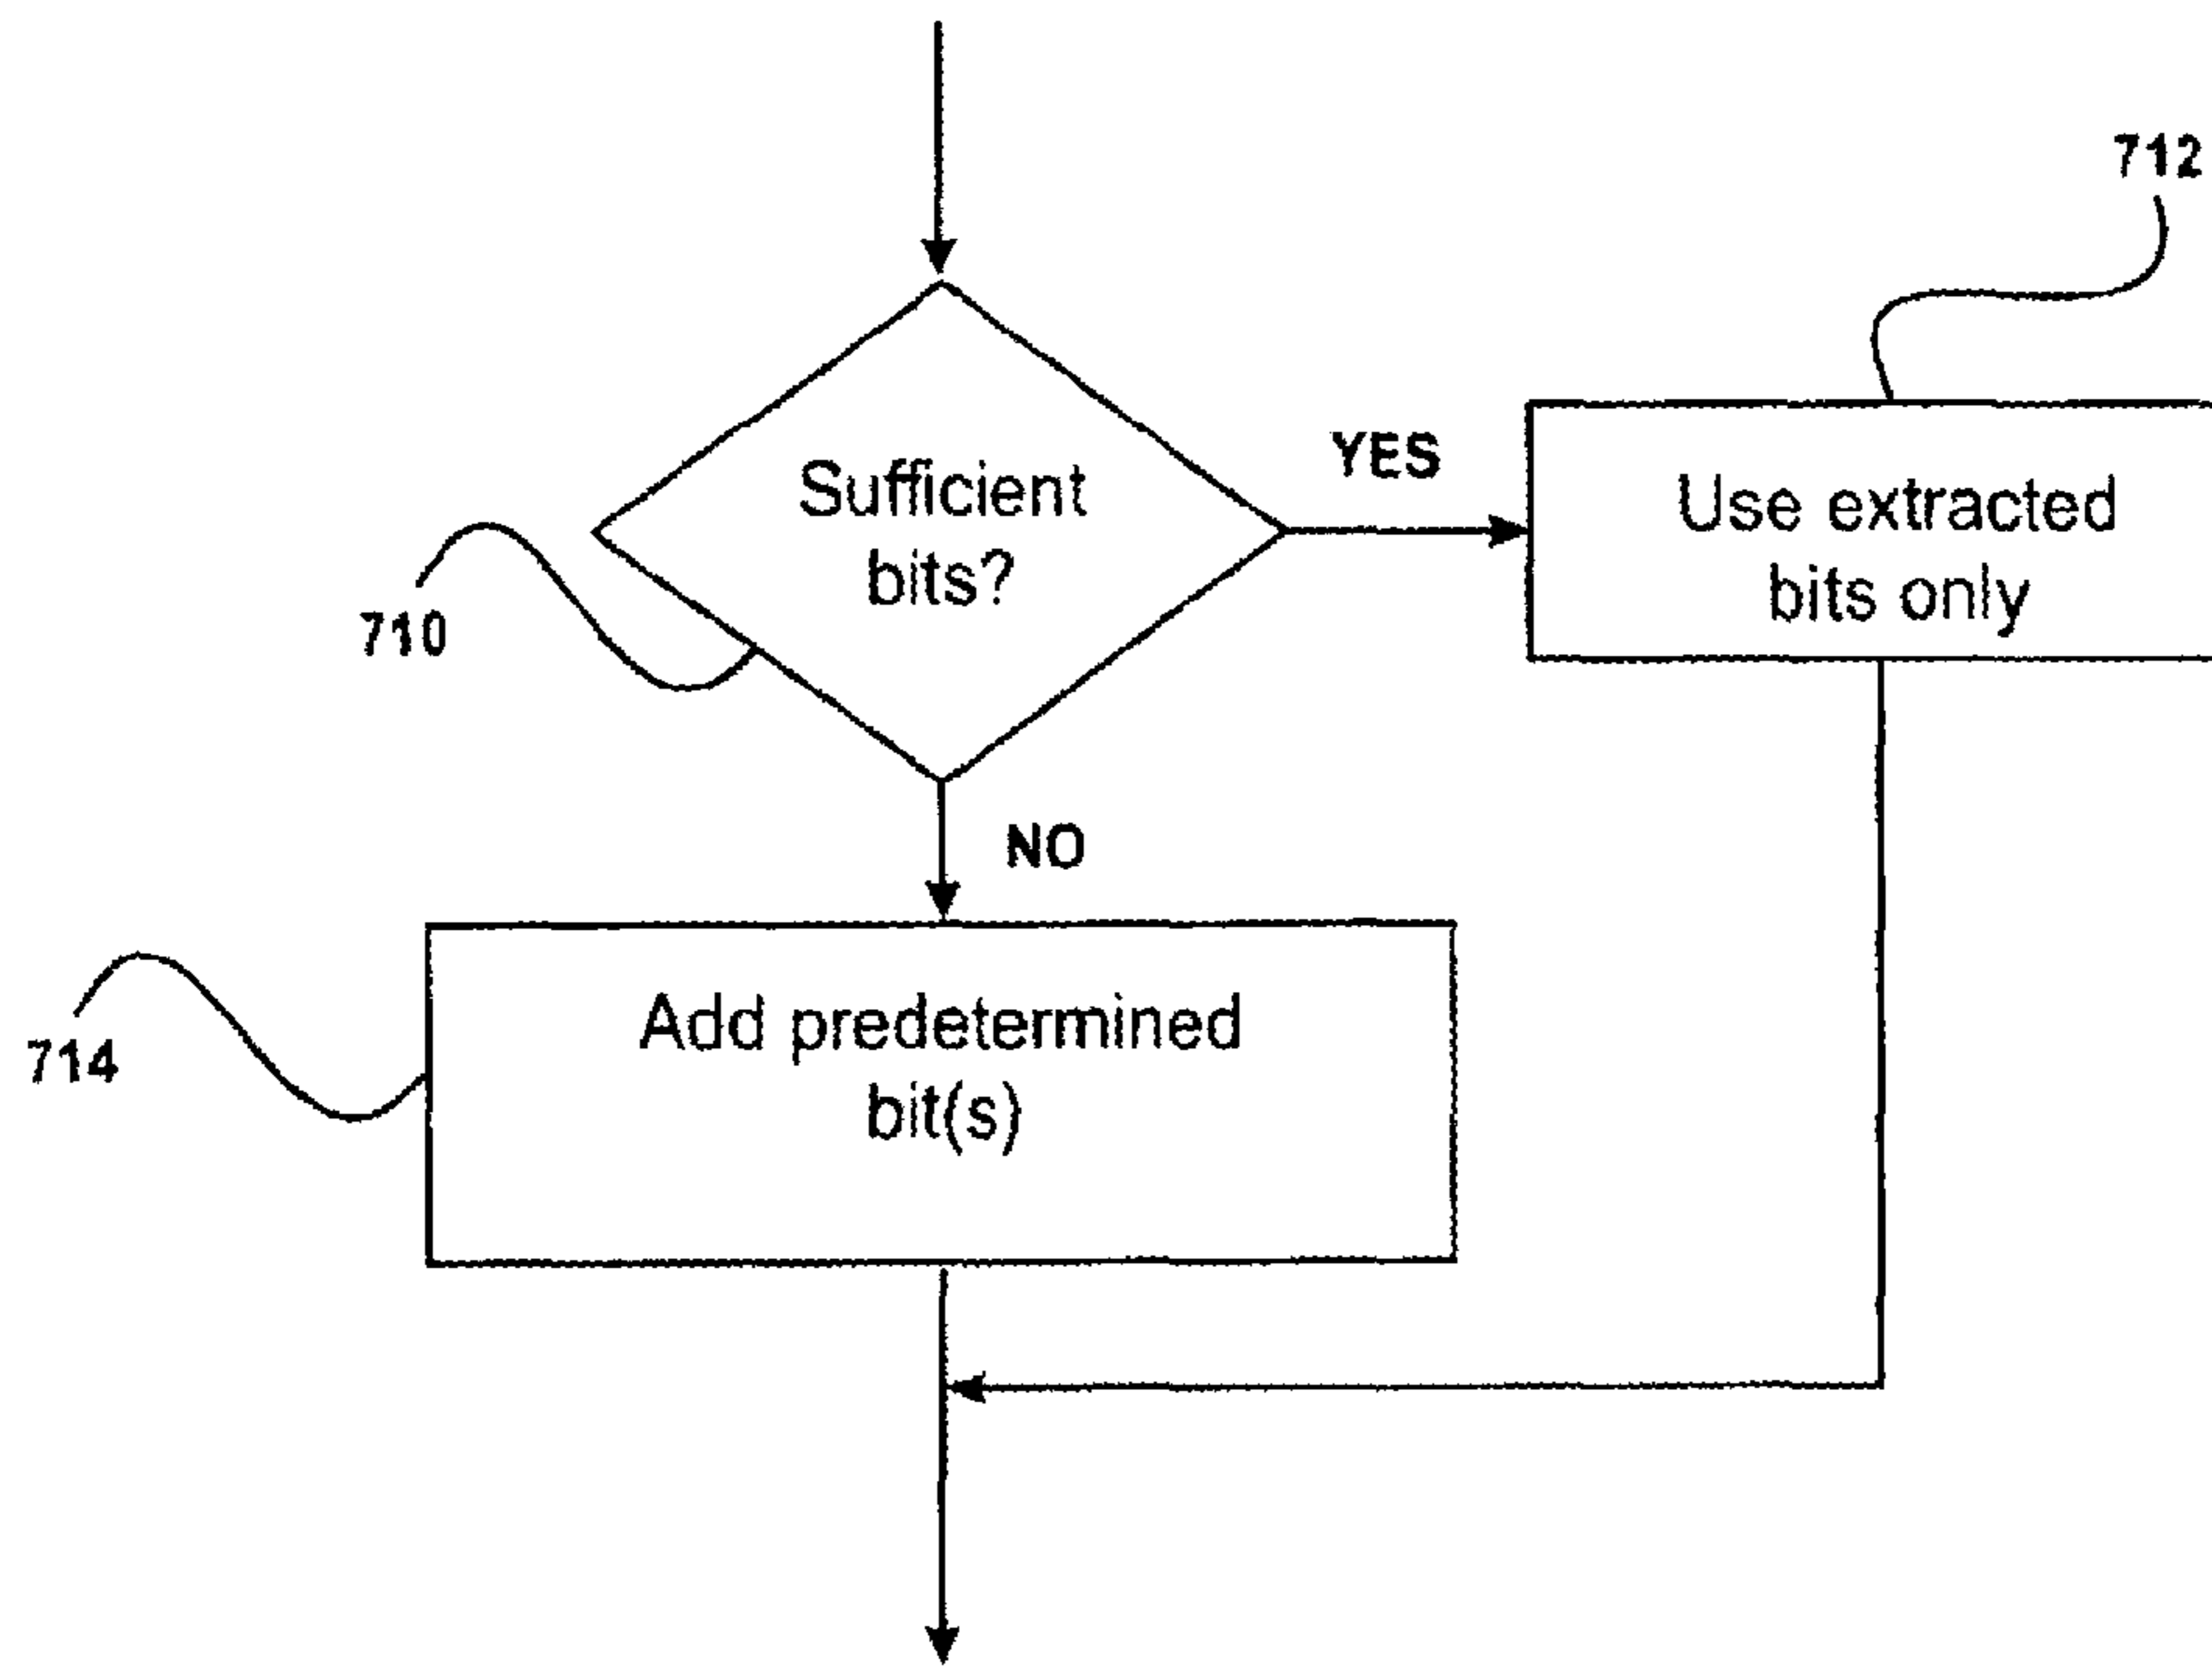 712
Sufficient
bits?
YES
Use extracted
bits only
710
NO
Add predetermined
bit(s)
714